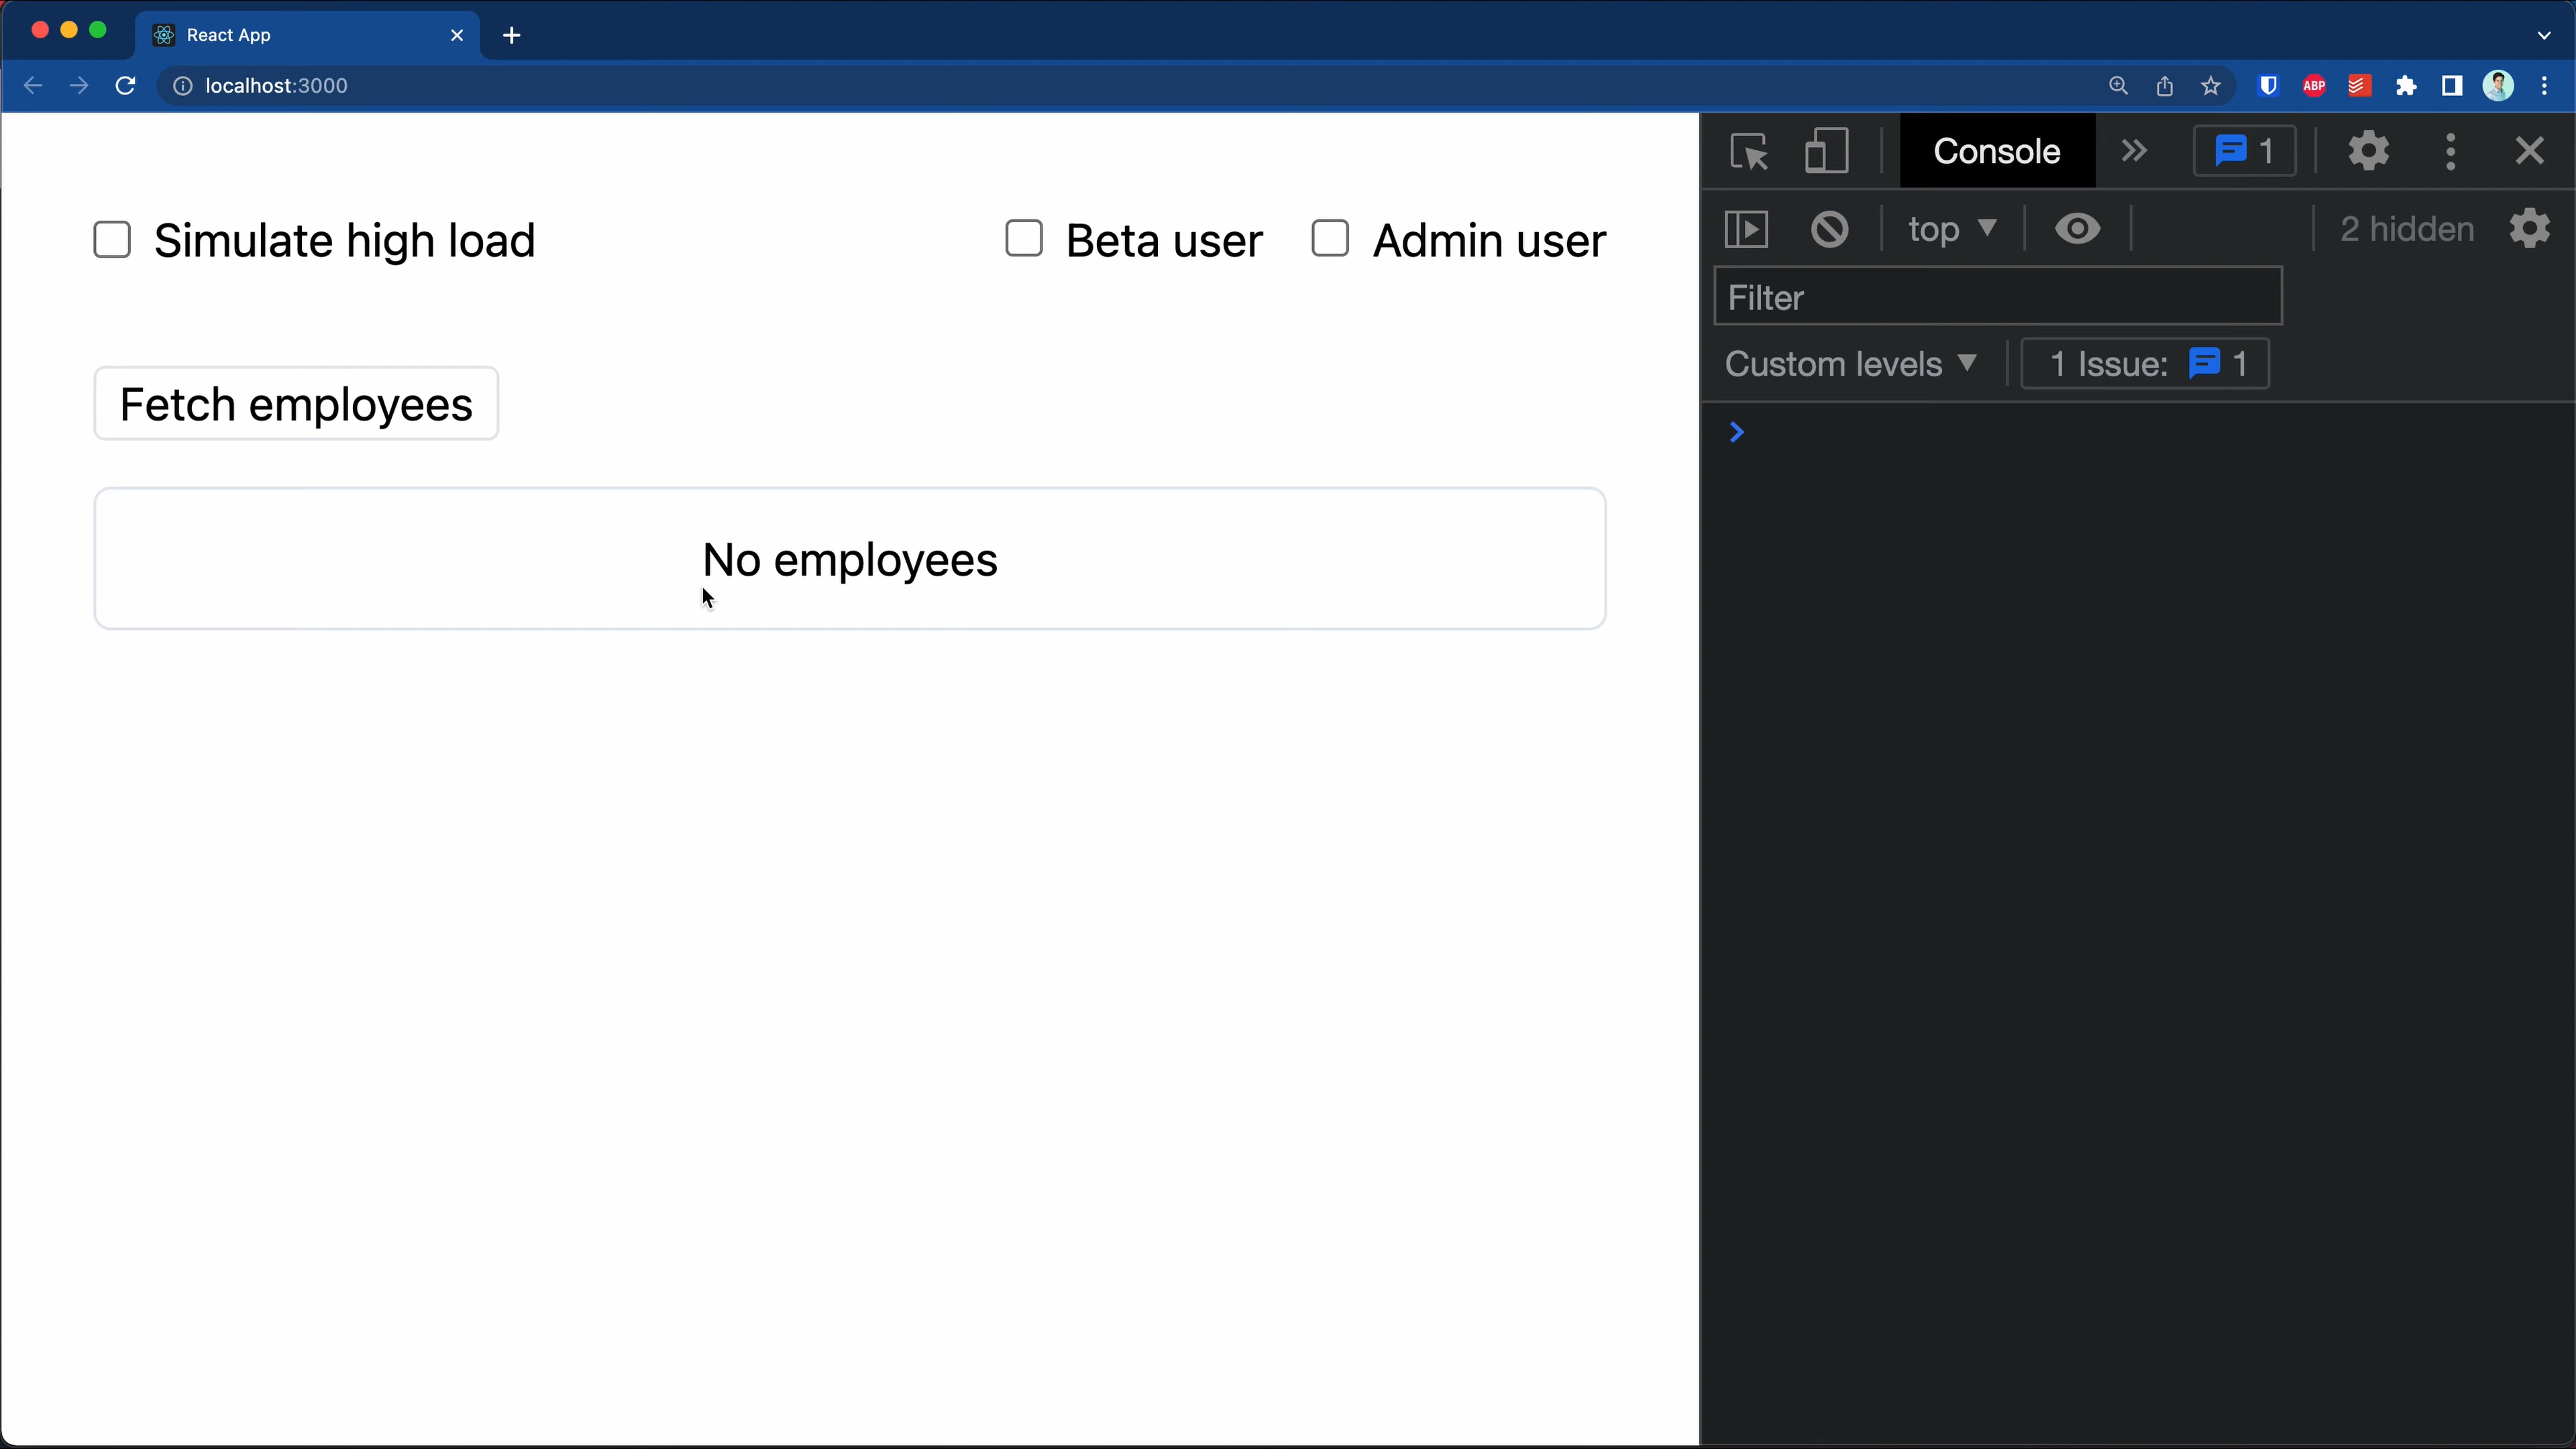 React App
localhost:3000
ABP
Console
1
top
2 hidden
Filter
Custom levels
1 Issue:
1
Simulate high load
Beta user
Admin user
Fetch employees
No employees